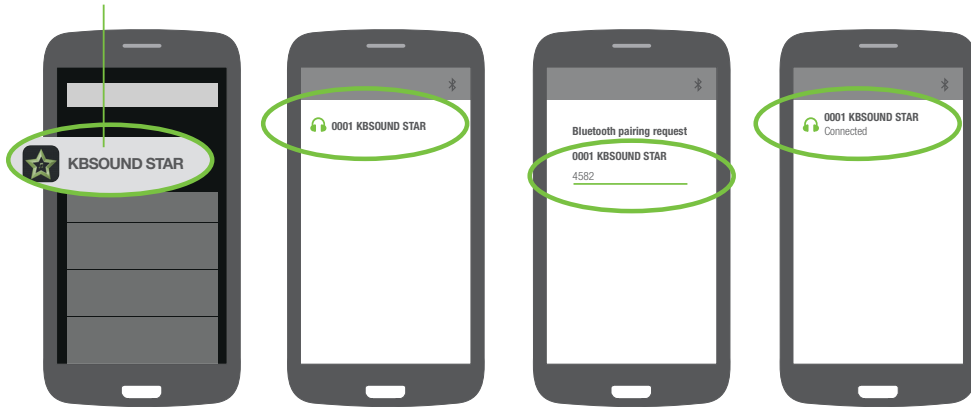 KBSOUND STAR
0001 KBSOUND STAR
Bluetooth pairing request
0001 KBSOUND STAR
4582
0001 KBSOUND STAR
Connected